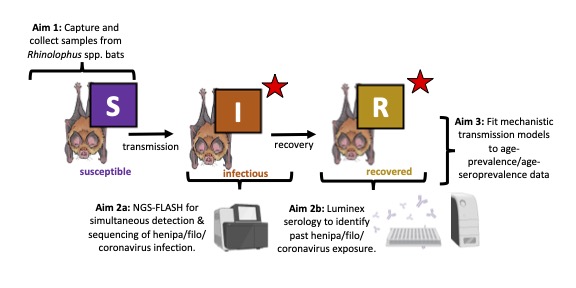 Aim 1: Capture and
collect samples from
Rhinolophus spp. bats
S
I
R
transmission
recovery
susceptible
infectious
recovered
Aim 2a: NGS-FLASH for
simultaneous detection &
sequencing of henipa/filo/
coronavirus infection.
Aim 2b: Luminex
serology to identify
past henipa/filo/
coronavirus exposure.
Aim 3: Fit mechanistic
transmission models
to age-
prevalence/age-
seroprevalence data